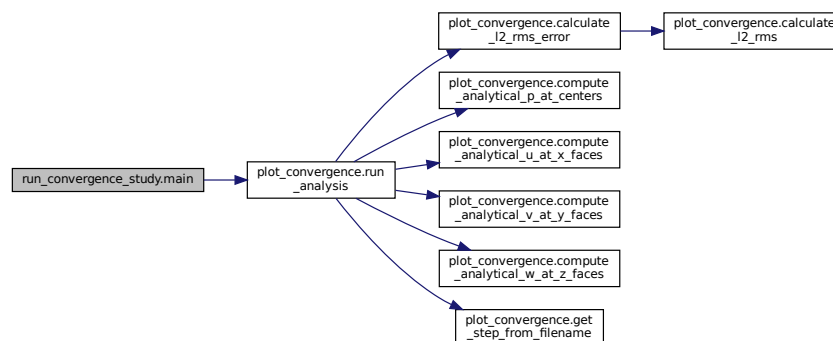 run_convergence_study.main
plot_convergence.run
_analysis
plot_convergence.calculate
_l2_rms_error
plot_convergence.calculate
_l2_rms
plot_convergence.compute
_analytical_p_at_centers
plot_convergence.compute
_analytical_u_at_x_faces
plot_convergence.compute
_analytical_v_at_y_faces
plot_convergence.compute
_analytical_w_at_z_faces
plot_convergence.get
_step_from_filename